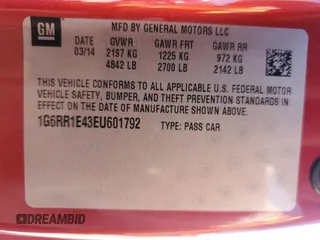 GM
MFD BY GENERAL MOTORS LLC
DATE GVWR GAWR FRT GAWR RR
03/14 2197 KG 1225 KG 972 KG
4842 LB 2700 LB 2142 LB
THIS VEHICLE CONFORMS TO ALL APPLICABLE U.S. FEDERAL MOTOR
VEHICLE SAFETY, BUMPER, AND THEFT PREVENTION STANDARDS IN
EFFECT ON THE DATE OF MANUFACTURE SHOWN ABOVE.
1G6RR1E43EU601792 TYPE: PASS CAR
DREAMBID